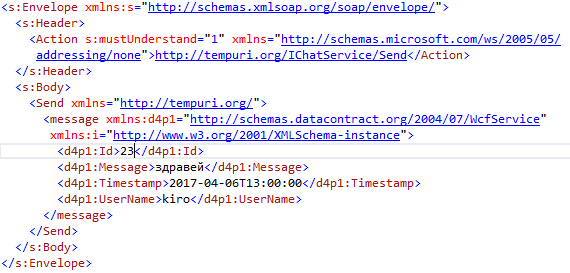 <s:Envelope xmlns:s="http://schemas.xmlsoap.org/soap/envelope/">
<s:Header>
<Action s:mustUnderstand="1" xmlns="http://schemas.microsoft.com/ws/2005/05/
addressing/none">http://tempuri.org/IChatService/Send</Action>
</s:Header>
<s:Body>
<Send xmlns="http://tempuri.org/">
<message xmlns:d4p1="http://schemas.datacontract.org/2004/07/WcfService"
xmlns:i="http://www.w3.org/2001/XMLSchema-instance">
<d4p1:Id>23</d4p1:Id>
<d4p1:Message>здравей</d4p1:Message>
<d4p1:Timestamp>2017-04-06T13:00:00</d4p1:Timestamp>
<d4p1:UserName>kiro</d4p1:UserName>
</message>
</Send>
</s:Body>
</s:Envelope>